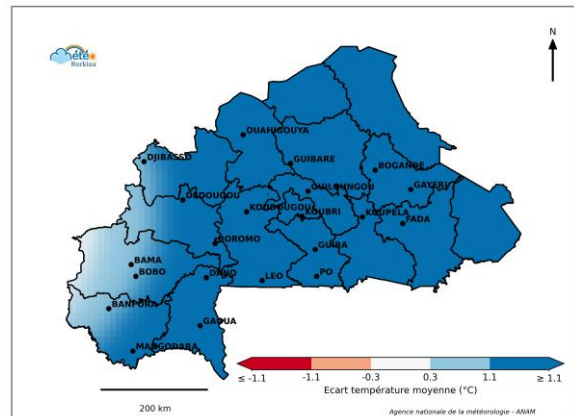 été
Burkina
N
OUAHIGOUYA
DJIBASSO
GUIBARE
BOGANDE
GAYERI
DEDOUGOU
KOUDOUGOU
KOUBRI
KOUPELA
FADA
BOROMO
GUIBA
BAMA
BOBO
DANO
LEO
PO
BANFORA
GAOUA
MANGODARA
≤ -1.1
-1.1
-0.3
0.3
1.1
≥ 1.1
Ecart température moyenne (°C)
200 km
Agence nationale de la météorologie - ANAM